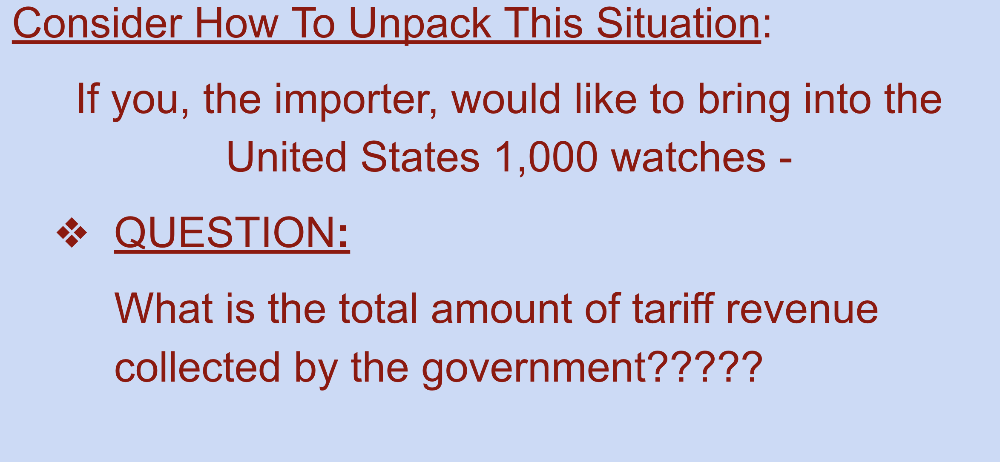 Consider How To Unpack This Situation:
If you, the importer, would like to bring into the
United States 1,000 watches -
❖ QUESTION:
What is the total amount of tariff revenue
collected by the government?????